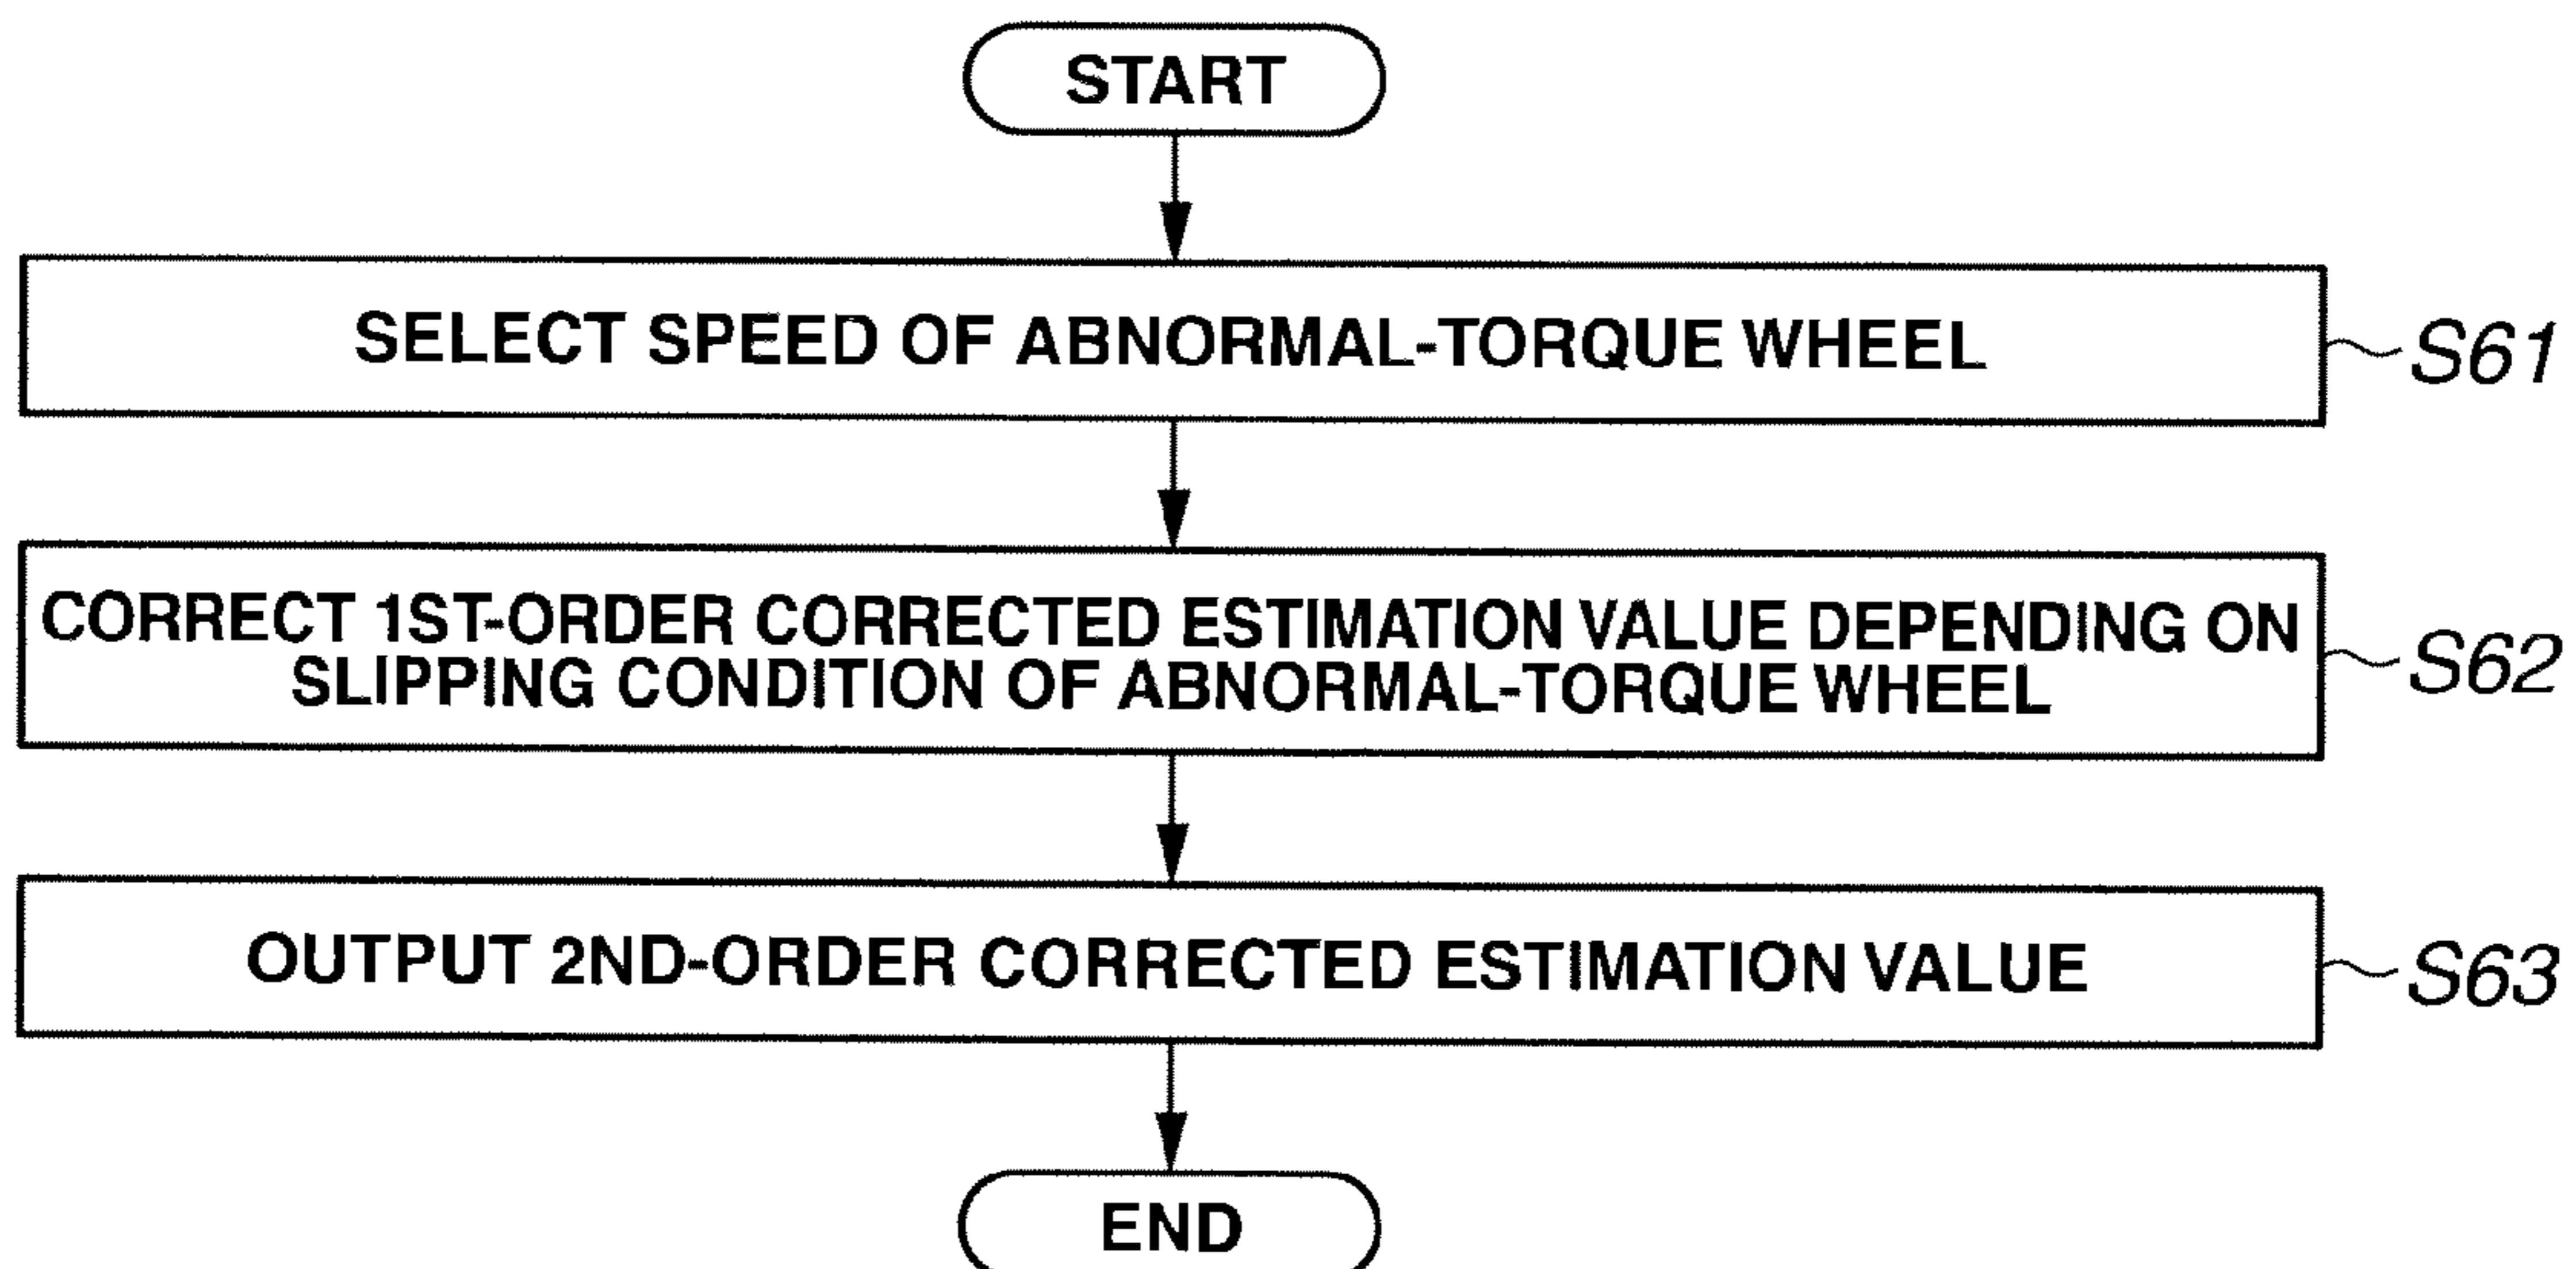 START
SELECT SPEED OF ABNORMAL-TORQUE WHEEL
S61
CORRECT 1ST-ORDER CORRECTED ESTIMATION VALUE DEPENDING ON
SLIPPING CONDITION OF ABNORMAL-TORQUE WHEEL
S62
OUTPUT 2ND-ORDER CORRECTED ESTIMATION VALUE
S63
END